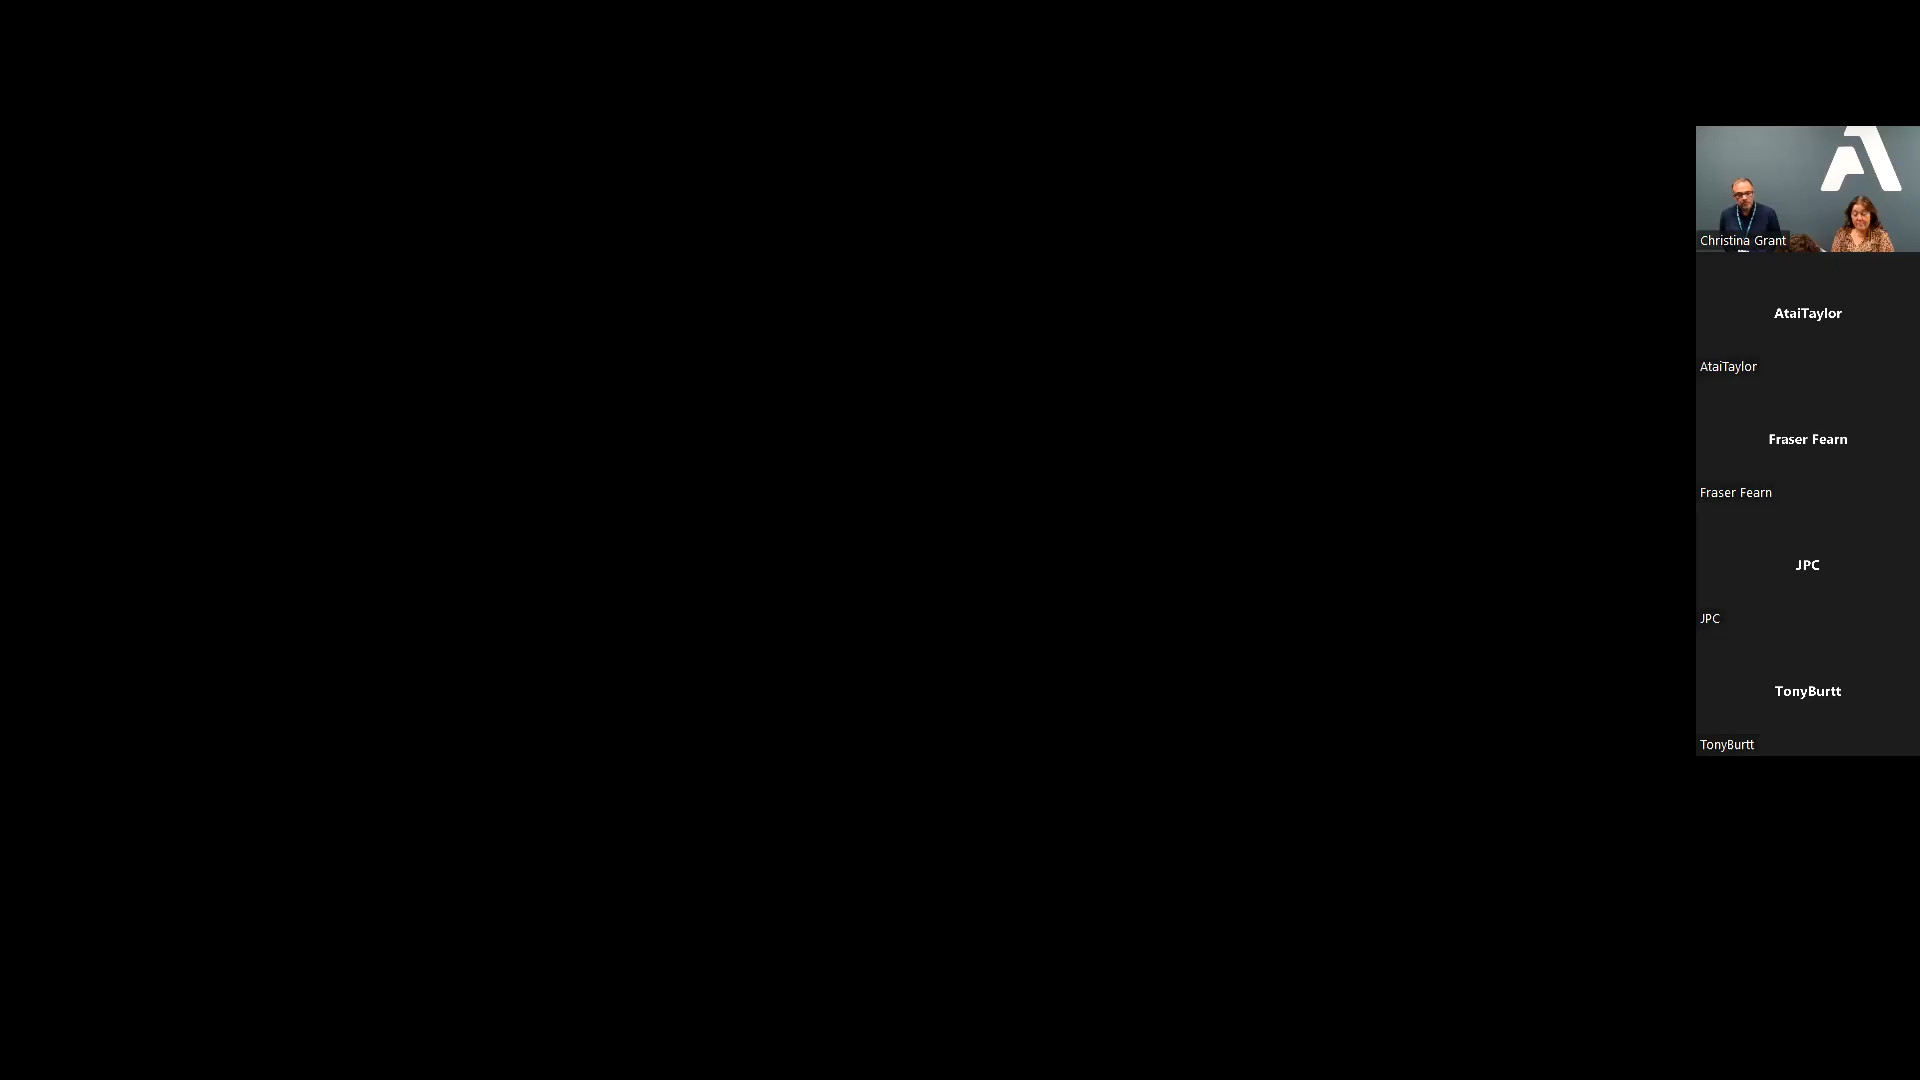 Christina Grant
AtaiTaylor
AtaiTaylor
Fraser Fearn
Fraser Fearn
JPC
JPC
TonyBurtt
TonyBurtt